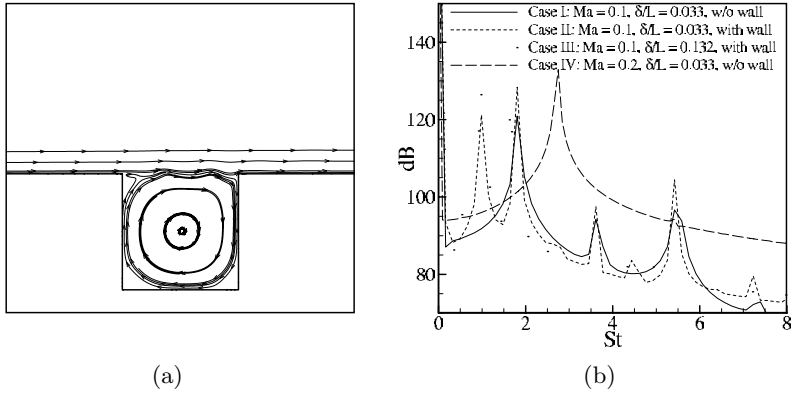 Case I: Ma = 0.1, δ/L = 0.033, w/o wall
Case II: Ma = 0.1, δ/L = 0.033, with wall
Case III: Ma = 0.1, δ/L = 0.132, with wall
Case IV: Ma = 0.2, δ/L = 0.033, w/o wall
140
120
100
80
dB
0 2 4 6 8
St
(a) (b)